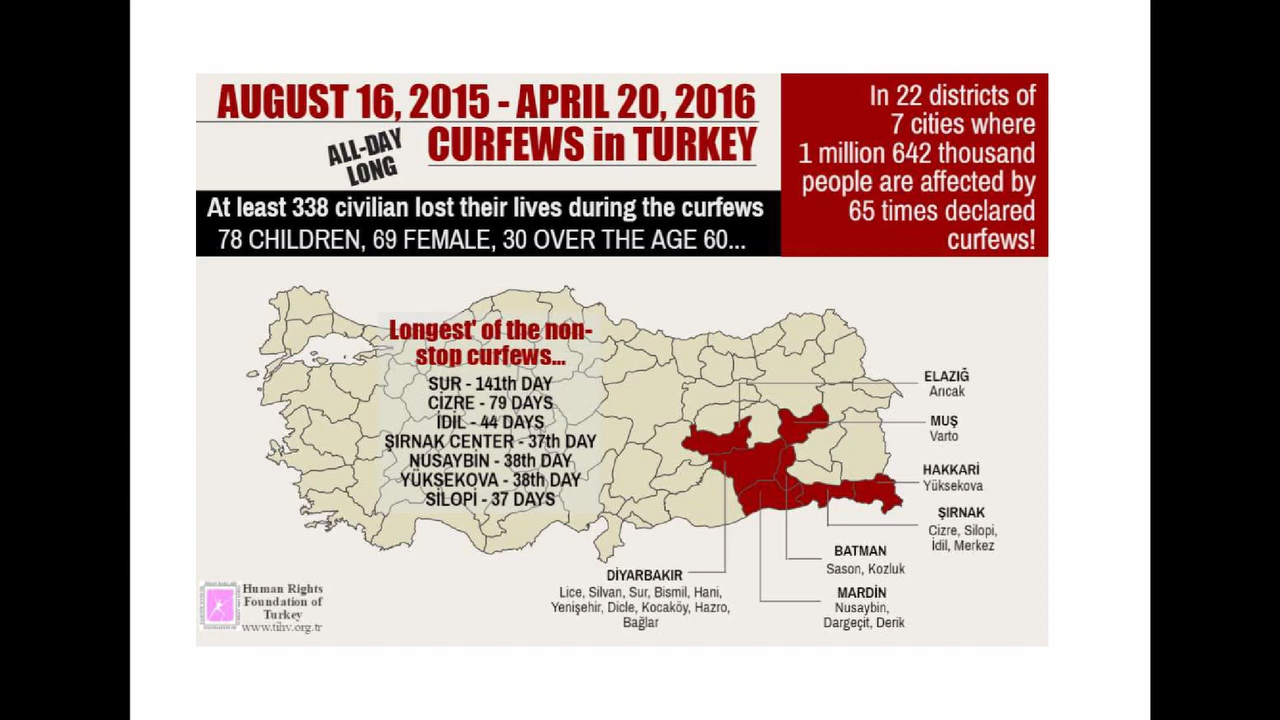 AUGUST 16, 2015 - APRIL 20, 2016
ALL-DAY
LONG
CURFEWS in TURKEY
At least 338 civilian lost their lives during the curfews
78 CHILDREN, 69 FEMALE, 30 OVER THE AGE 60...
In 22 districts of
7 cities where
1 million 642 thousand
people are affected by
65 times declared
curfews!
Longest' of the non-
stop curfews...
SUR - 141th DAY
CİZRE - 79 DAYS
İDİL - 44 DAYS
ŞIRNAK CENTER - 37th DAY
NUSAYBİN - 38th DAY
YÜKSEKOVA - 38th DAY
SİLOPİ - 37 DAYS
ELAZIĞ
Arıcak
MUŞ
Varto
HAKKARİ
Yüksekova
ŞIRNAK
Cizre, Silopi,
İdil, Merkez
BATMAN
Sason, Kozluk
MARDİN
Nusaybin,
Dargeçit, Derik
DİYARBAKIR
Lice, Silvan, Sur, Bismil, Hani,
Yenişehir, Dicle, Kocaköy, Hazro,
Bağlar
Human Rights
Foundation of
Turkey
www.tihv.org.tr